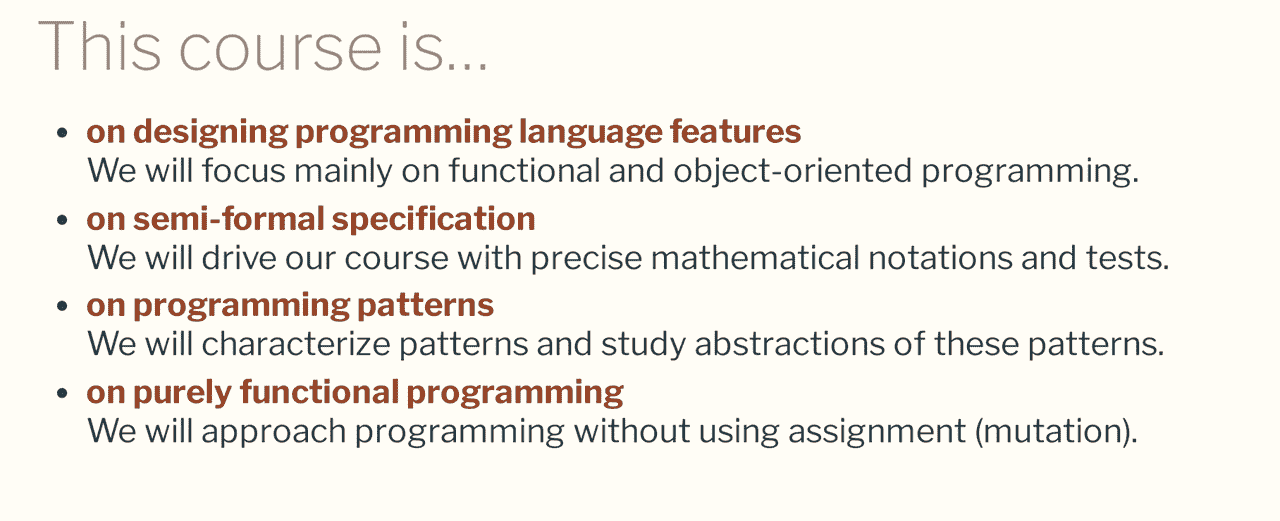 This course is...
• on designing programming language features
We will focus mainly on functional and object-oriented programming.
• on semi-formal specification
We will drive our course with precise mathematical notations and tests.
• on programming patterns
We will characterize patterns and study abstractions of these patterns.
• on purely functional programming
We will approach programming without using assignment (mutation).